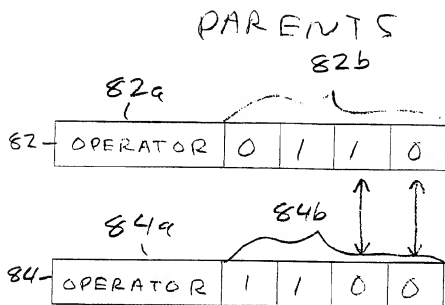 PARENTS
82b
82a
82 OPERATOR 0 1 1 0
84b
84a
84 OPERATOR 1 1 0 0